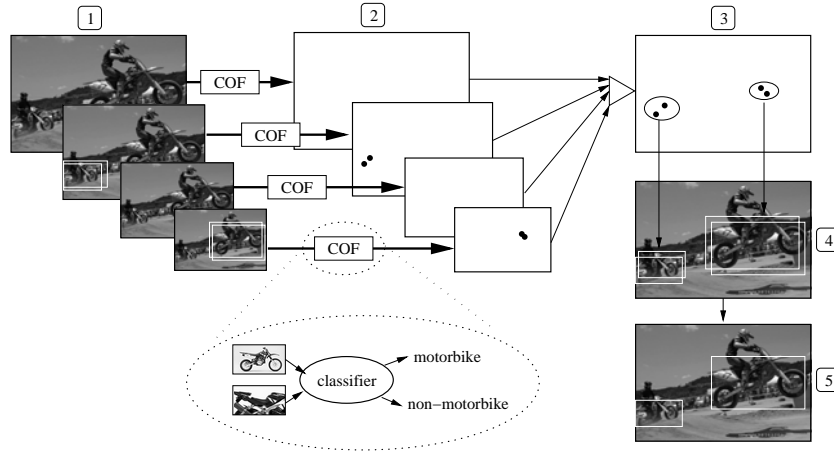 1
2
3
COF
COF
COF
COF
4
motorbike
classifier
non−motorbike
5